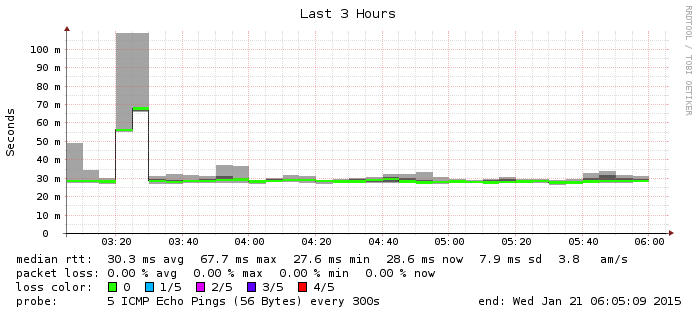 Last 3 Hours
RRDTOOL / TOBI OETIKER
Seconds
100 m
90 m
80 m
70 m
60 m
50 m
40 m
30 m
20 m
10 m
0
03:20 03:40 04:00 04:20 04:40 05:00 05:20 05:40 06:00
median rtt: 30.3 ms avg 67.7 ms max 27.6 ms min 28.6 ms now 7.9 ms sd 3.8 am/s
packet loss: 0.00 % avg 0.00 % max 0.00 % min 0.00 % now
loss color: 0 1/5 2/5 3/5 4/5
probe: 5 ICMP Echo Pings (56 Bytes) every 300s end: Wed Jan 21 06:05:09 2015